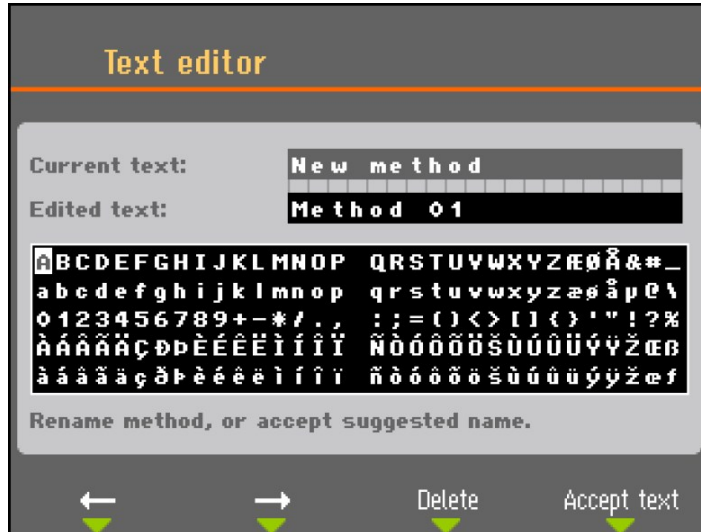 Text editor
Current text: New method
Edited text: Method 01
ABCDEFGHIJKLMNOP QRSTUVWXYZÆØÅ&#_
abcdefghijklmnop qrstuvwxyzæøåµ@\
0123456789+-*/., :;=()<>[]{}'"!?%
ÀÁÂÃÄÇÐÞÈÉÊËÌÍÎÏ ÑÒÓÔÕÖŠÙÚÛÜÝŸŽŒß
àáâãäçðÞèéêëìíîï ñòóôõöšùúûüýÿžœƒ
Rename method, or accept suggested name.
← → Delete Accept text